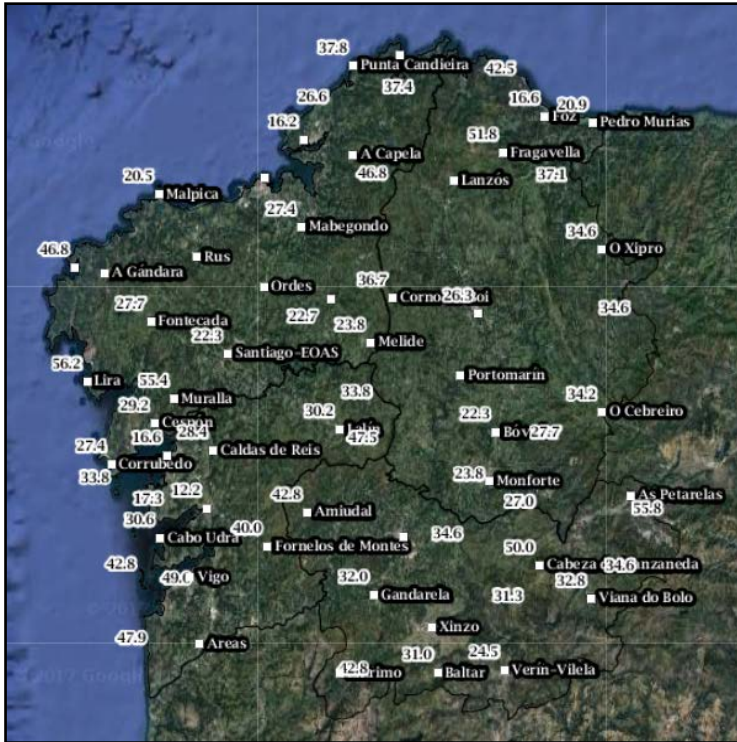 37.8
Punta Candieira
37.4
42.5
26.6
16.6
20.9
Foz
Pedro Murias
16.2
51.8
Fragavella
A Capela
46.8
37.1
Lanzós
20.5
Malpica
27.4
Mabegondo
34.6
O Xipro
46.8
Rus
A Gándara
36.7
Ordes
26.3
27.7
22.7
34.6
Fontecada
23.8
22.3
Melide
Santiago-EOAS
56.2
Lira
55.4
Portomarín
33.8
34.2
Muralla
29.2
30.2
22.3
O Cebreiro
Cespón
28.4
Lalín
47.5
27.7
16.6
27.4
Caldas de Reis
Corrubedo
33.8
23.8
Monforte
12.2
42.8
27.0
As Petarelas
17.3
55.8
Amiudal
30.6
40.0
34.6
Cabo Udra
Fornelos de Montes
50.0
42.8
Cabeza de Manzaneda
34.6
49.0
Vigo
32.0
32.8
Gandarela
31.3
Viana do Bolo
Xinzo
47.9
Areas
31.0
24.5
42.8
Baltar
Verín-Vilela